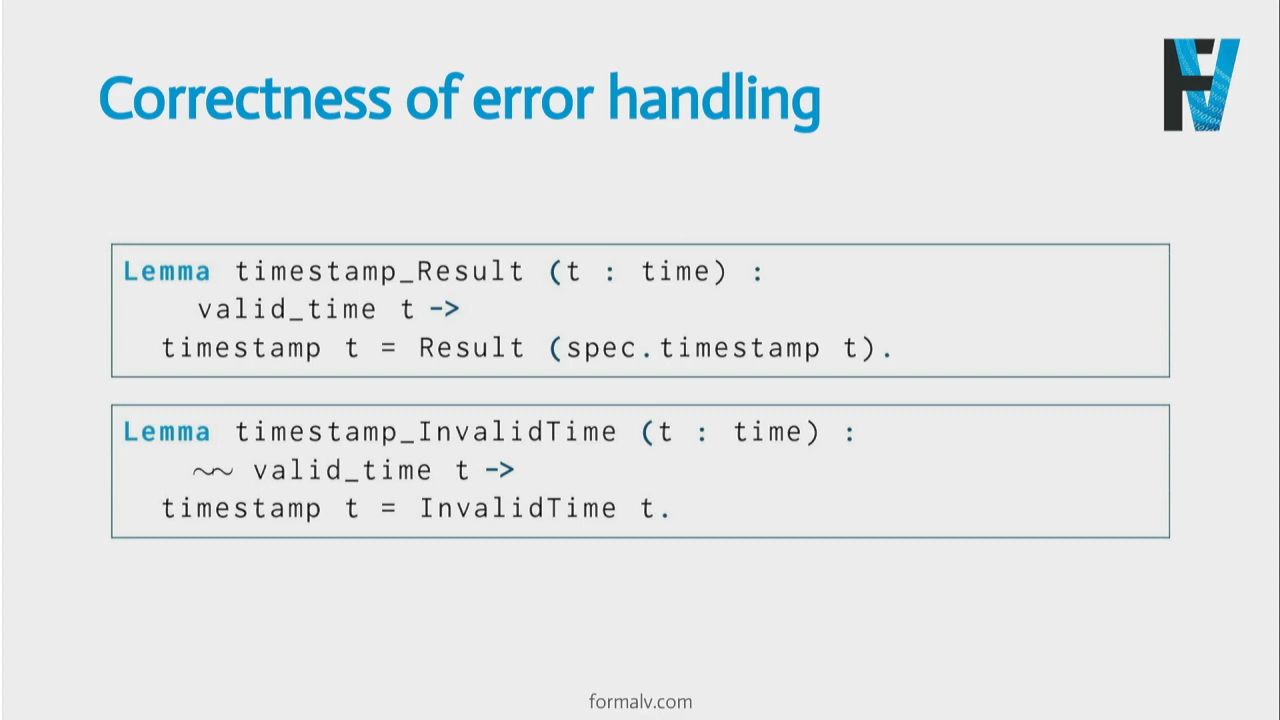 Correctness of error handling
FV
Lemma timestamp_Result (t : time) :
valid_time t ->
timestamp t = Result (spec.timestamp t).
Lemma timestamp_InvalidTime (t : time) :
~~ valid_time t ->
timestamp t = InvalidTime t.
formalv.com